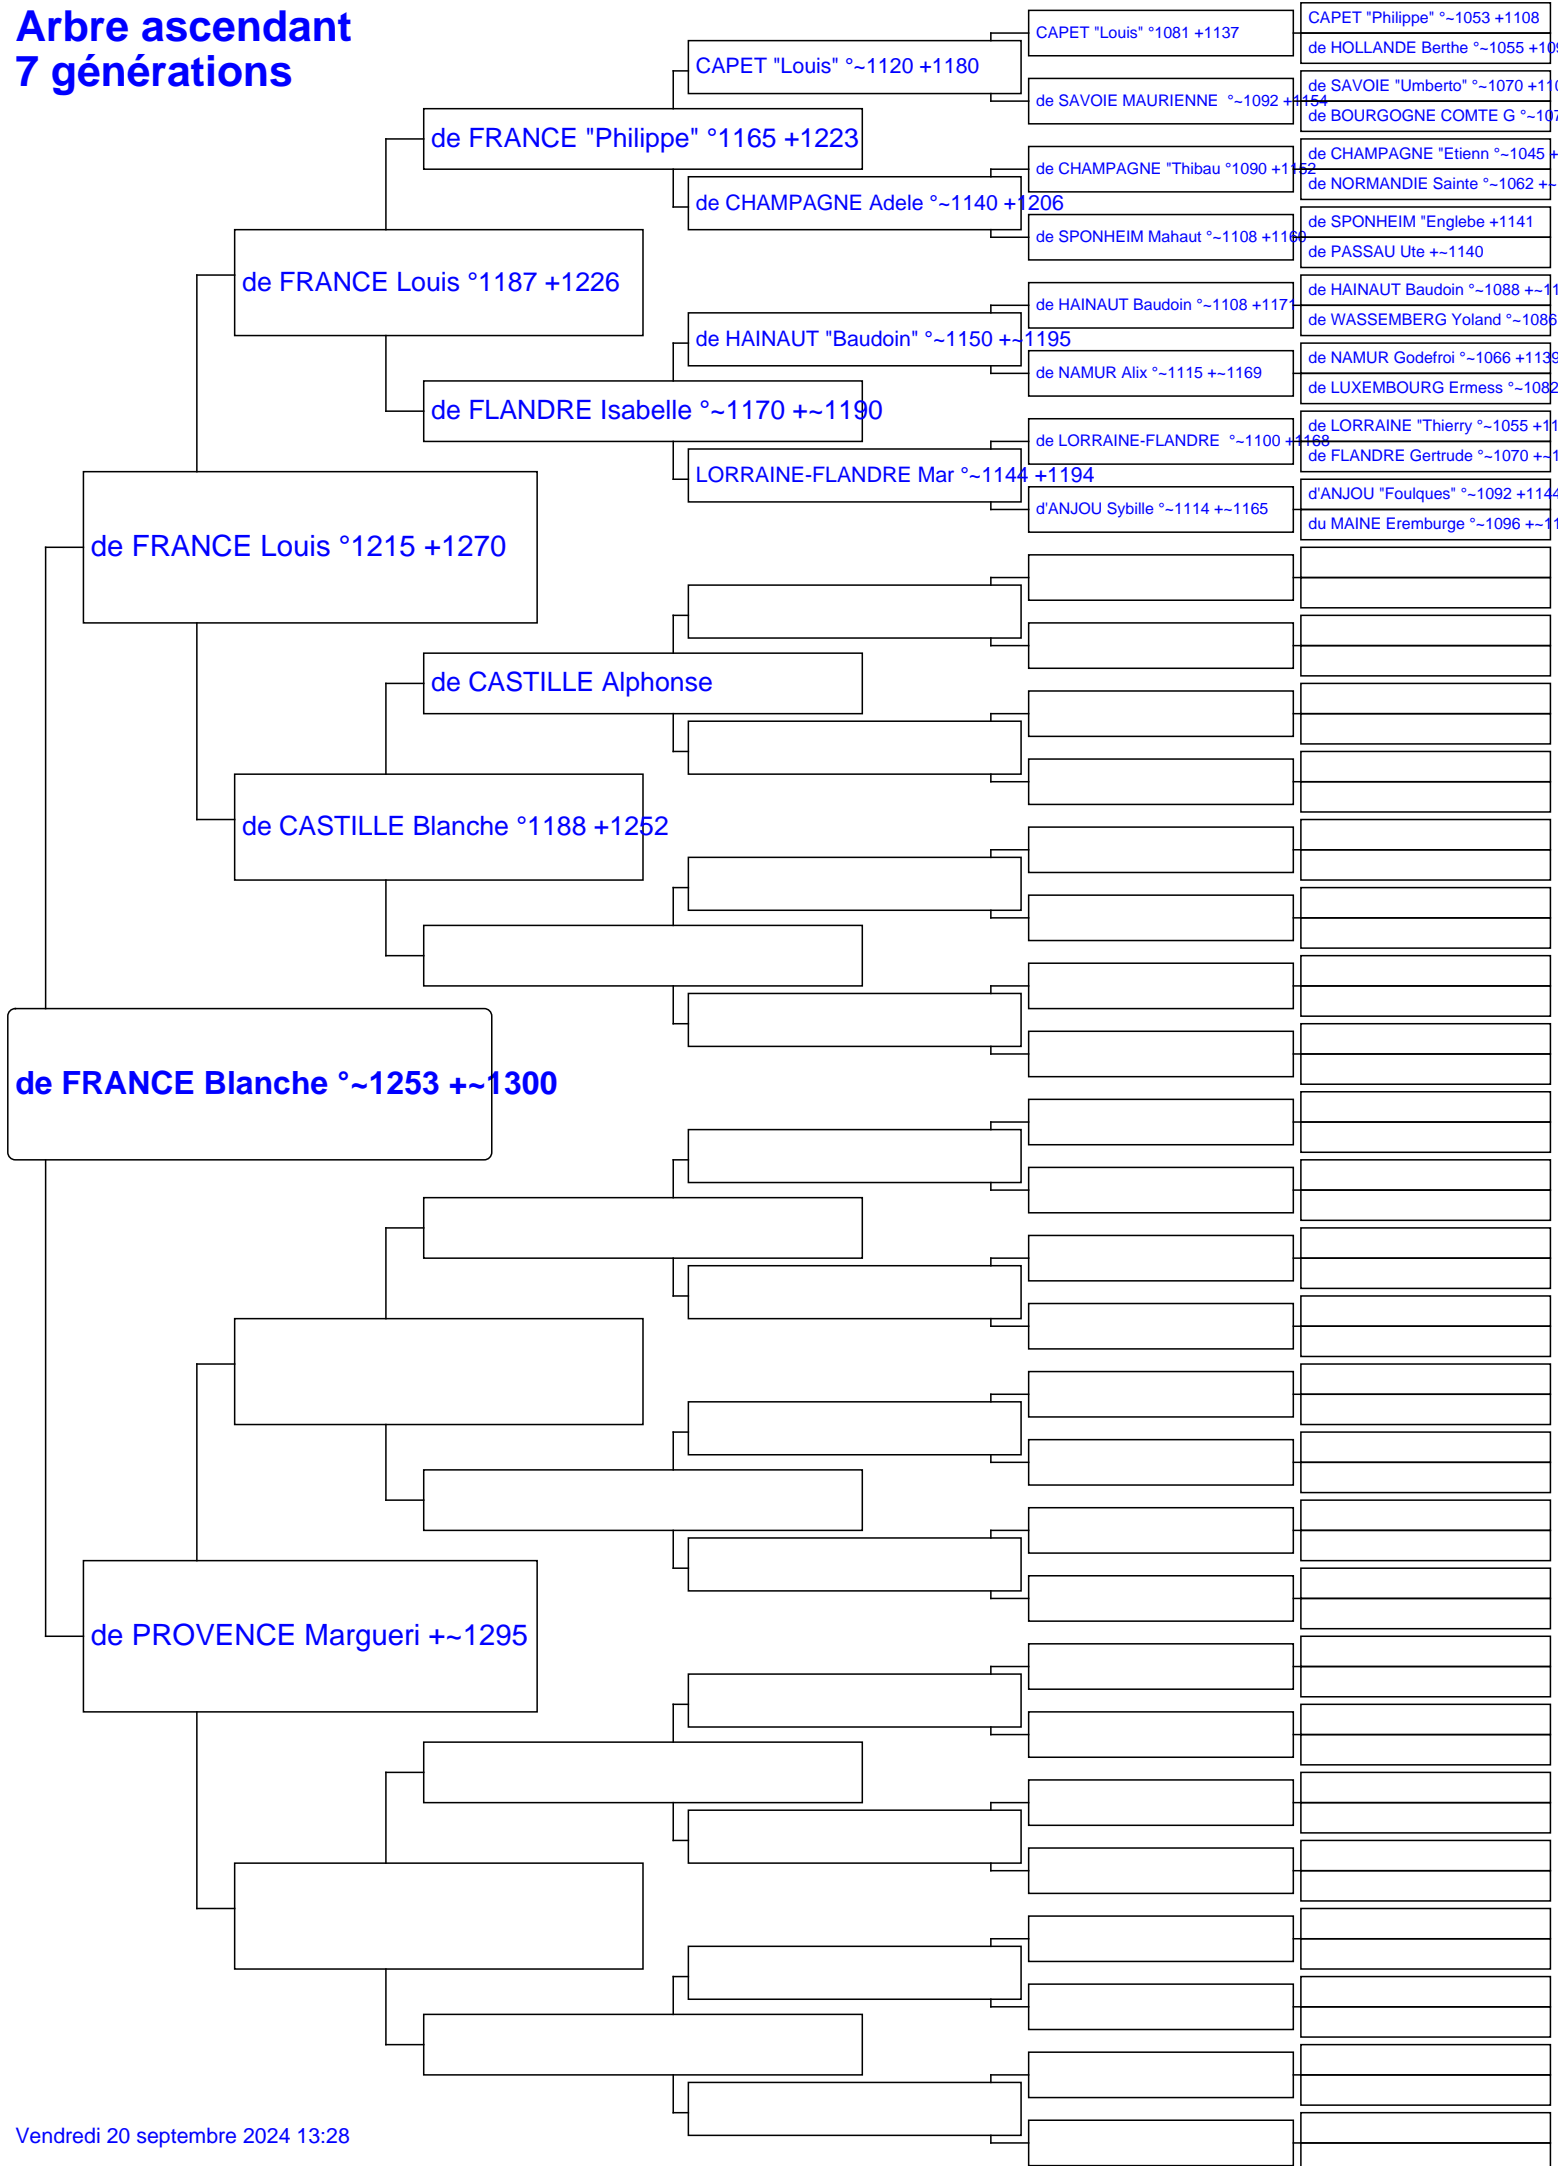 Arbre ascendant
7 générations
CAPET "Philippe" °~1053 +1108
CAPET "Louis" °1081 +1137
de HOLLANDE Berthe °~1055 +109
CAPET "Louis" °~1120 +1180
de SAVOIE "Umberto" °~1070 +110
de SAVOIE MAURIENNE  °~1092 +1154
de BOURGOGNE COMTE G °~107
de FRANCE "Philippe" °1165 +1223
de CHAMPAGNE "Etienn °~1045 +
de CHAMPAGNE "Thibau °1090 +1152
de NORMANDIE Sainte °~1062 +~
de CHAMPAGNE Adele °~1140 +1206
de SPONHEIM "Englebe +1141
de SPONHEIM Mahaut °~1108 +1160
de PASSAU Ute +~1140
de FRANCE Louis °1187 +1226
de HAINAUT Baudoin °~1088 +~11
de HAINAUT Baudoin °~1108 +1171
de WASSEMBERG Yoland °~1086
de HAINAUT "Baudoin" °~1150 +~1195
de NAMUR Godefroi °~1066 +1139
de NAMUR Alix °~1115 +~1169
de LUXEMBOURG Ermess °~1082
de FLANDRE Isabelle °~1170 +~1190
de LORRAINE "Thierry °~1055 +11
de LORRAINE-FLANDRE  °~1100 +1168
de FLANDRE Gertrude °~1070 +~1
LORRAINE-FLANDRE Mar °~1144 +1194
d'ANJOU "Foulques" °~1092 +1144
d'ANJOU Sybille °~1114 +~1165
du MAINE Eremburge °~1096 +~11
de FRANCE Louis °1215 +1270
de CASTILLE Alphonse
de CASTILLE Blanche °1188 +1252
de FRANCE Blanche °~1253 +~1300
de PROVENCE Margueri +~1295
Vendredi 20 septembre 2024 13:28